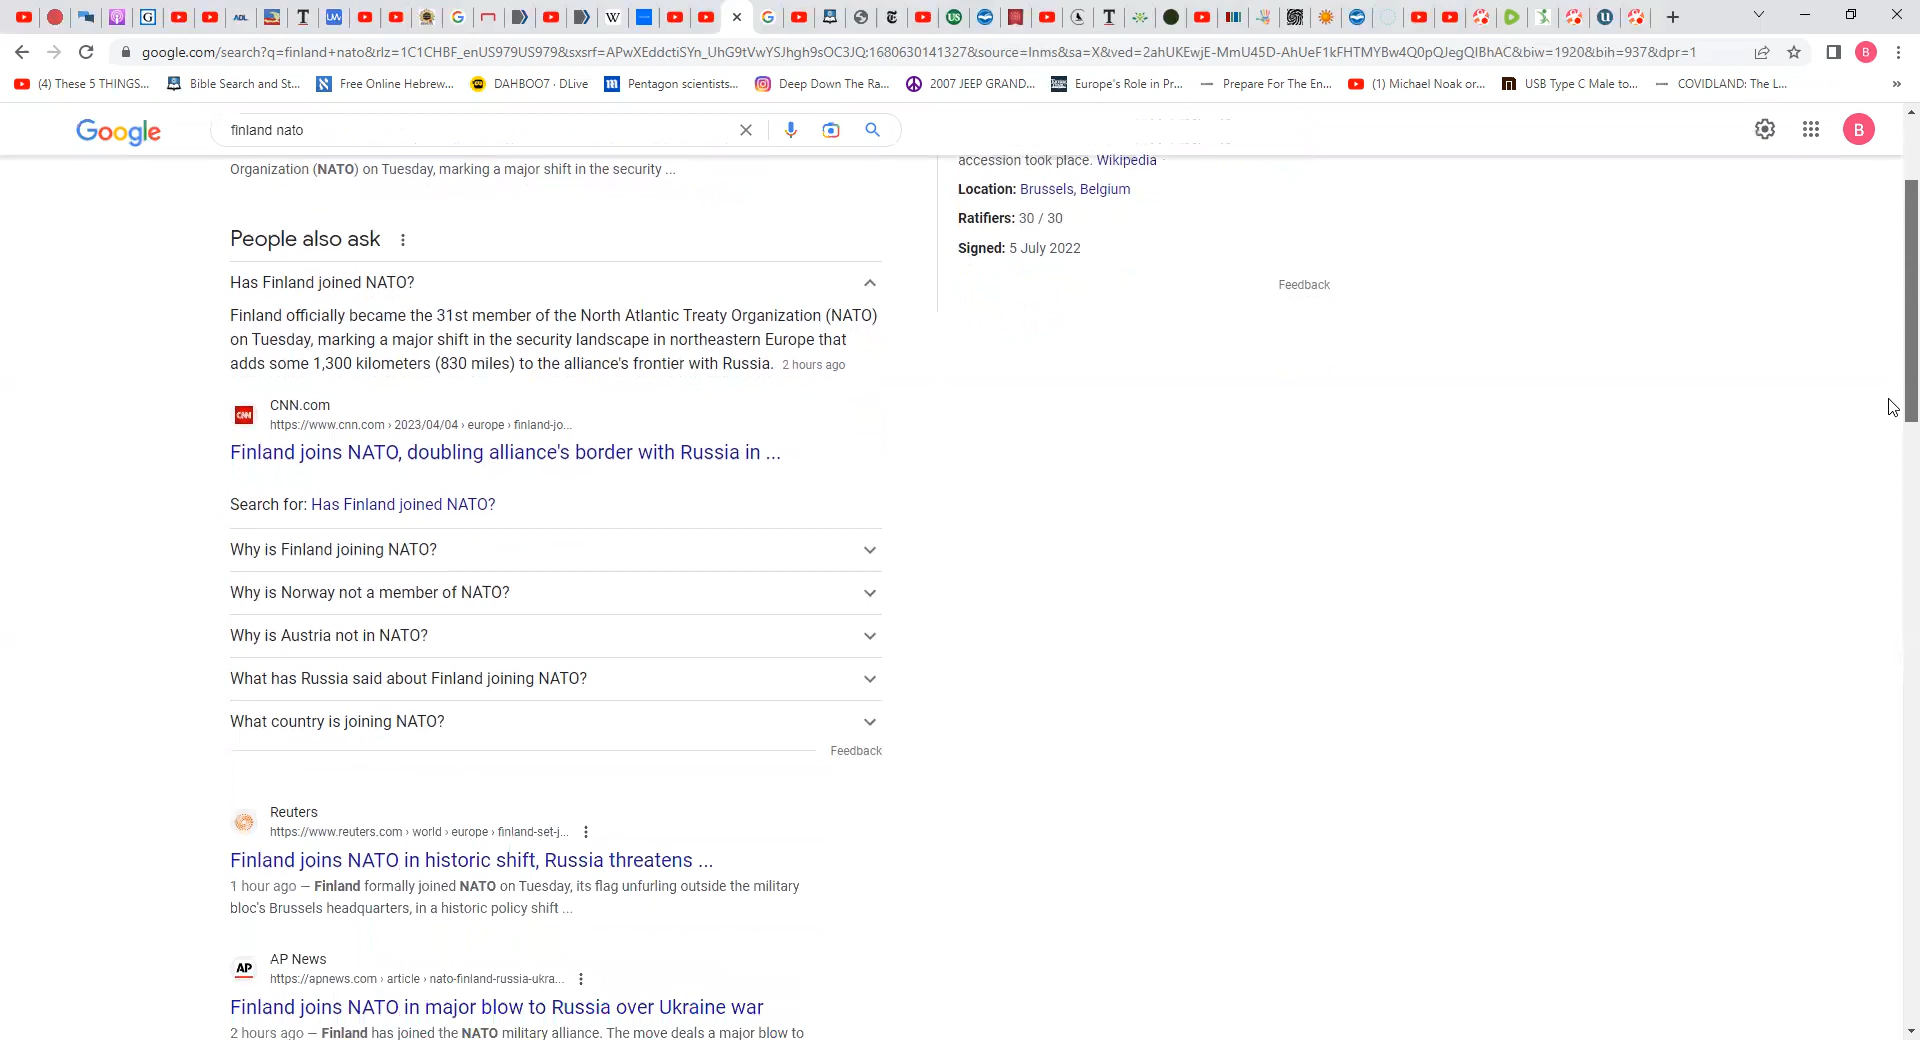 google.com/search?q=finland+nato&rlz=1C1CHBF_enUS979US979&sxsrf=APwXEddctiSYn_UhG9tVwYSJhgh9sOC3JQ:1680630141327&source=lnms&sa=X&ved=2ahUKEwjE-MmU45D-AhUeF1kFHTMYBw4Q0pQJegQIBhAC&biw=1920&bih=937&dpr=1
B
(4) These 5 THINGS...
Bible Search and St...
Free Online Hebrew...
DAHBOO7 · DLive
Pentagon scientists...
Deep Down The Ra...
2007 JEEP GRAND...
Europe's Role in Pr...
Prepare For The En...
(1) Michael Noak or...
USB Type C Male to...
COVIDLAND: The L...
Google
finland nato
B
Organization (NATO) on Tuesday, marking a major shift in the security ...
People also ask
Has Finland joined NATO?
Finland officially became the 31st member of the North Atlantic Treaty Organization (NATO)
on Tuesday, marking a major shift in the security landscape in northeastern Europe that
adds some 1,300 kilometers (830 miles) to the alliance's frontier with Russia. 2 hours ago
CNN.com
https://www.cnn.com › 2023/04/04 › europe › finland-jo...
Finland joins NATO, doubling alliance's border with Russia in ...
Search for: Has Finland joined NATO?
Why is Finland joining NATO?
Why is Norway not a member of NATO?
Why is Austria not in NATO?
What has Russia said about Finland joining NATO?
What country is joining NATO?
Feedback
Reuters
https://www.reuters.com › world › europe › finland-set-j...
Finland joins NATO in historic shift, Russia threatens ...
1 hour ago — Finland formally joined NATO on Tuesday, its flag unfurling outside the military
bloc's Brussels headquarters, in a historic policy shift ...
AP
AP News
https://apnews.com › article › nato-finland-russia-ukra...
Finland joins NATO in major blow to Russia over Ukraine war
2 hours ago — Finland has joined the NATO military alliance. The move deals a major blow to
accession took place. Wikipedia
Location: Brussels, Belgium
Ratifiers: 30 / 30
Signed: 5 July 2022
Feedback